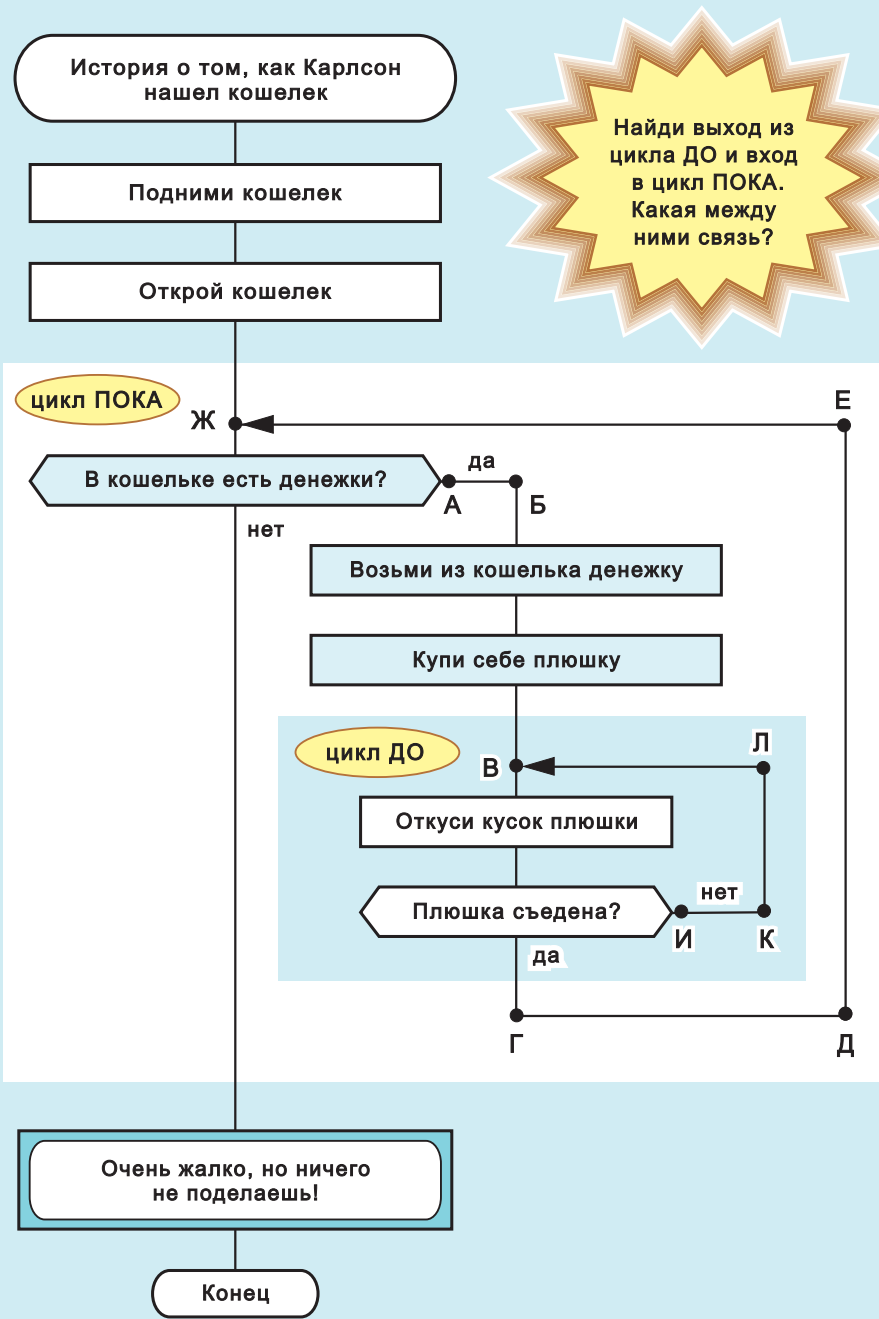 История о том, как Карлсон
нашел кошелек
Найди выход из
цикла ДО и вход
в цикл ПОКА.
Какая между
ними связь?
Подними кошелек
Открой кошелек
цикл ПОКА
Ж
Е
В кошельке есть денежки?
да
А
Б
нет
Возьми из кошелька денежку
Купи себе плюшку
цикл ДО
В
Л
Откуси кусок плюшки
Плюшка съедена?
нет
И
К
да
Г
Д
Очень жалко, но ничего
не поделаешь!
Конец